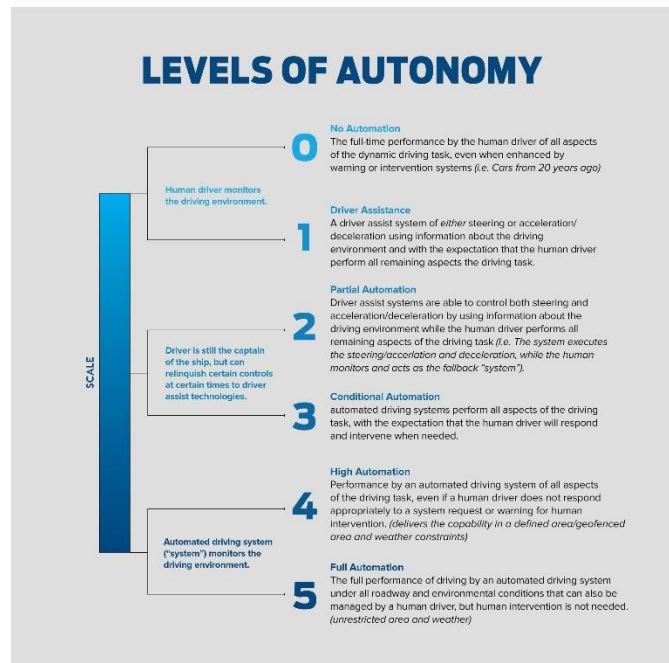 LEVELS OF AUTONOMY
SCALE
Human driver monitors
the driving environment.
0
No Automation
The full-time performance by the human driver of all aspects
of the dynamic driving task, even when enhanced by
warning or intervention systems (i.e. Cars from 20 years ago)
1
Driver Assistance
A driver assist system of either steering or acceleration/
deceleration using information about the driving
environment and with the expectation that the human driver
perform all remaining aspects the driving task.
Driver is still the captain
of the ship, but can
relinquish certain controls
at certain times to driver
assist technologies.
2
Partial Automation
Driver assist systems are able to control both steering and
acceleration/deceleration by using information about the
driving environment while the human driver performs all
remaining aspects of the driving task (i.e. The system executes
the steering/accerlation and deceleration, while the human
monitors and acts as the fallback "system").
3
Conditional Automation
automated driving systems perform all aspects of the driving
task, with the expectation that the human driver will respond
and intervene when needed.
Automated driving system
("system") monitors the
driving environment.
4
High Automation
Performance by an automated driving system of all aspects
of the driving task, even if a human driver does not respond
appropriately to a system request or warning for human
intervention. (delivers the capability in a defined area/geofenced
area and weather constraints)
5
Full Automation
The full performance of driving by an automated driving system
under all roadway and environmental conditions that can also be
managed by a human driver, but human intervention is not needed.
(unrestricted area and weather)